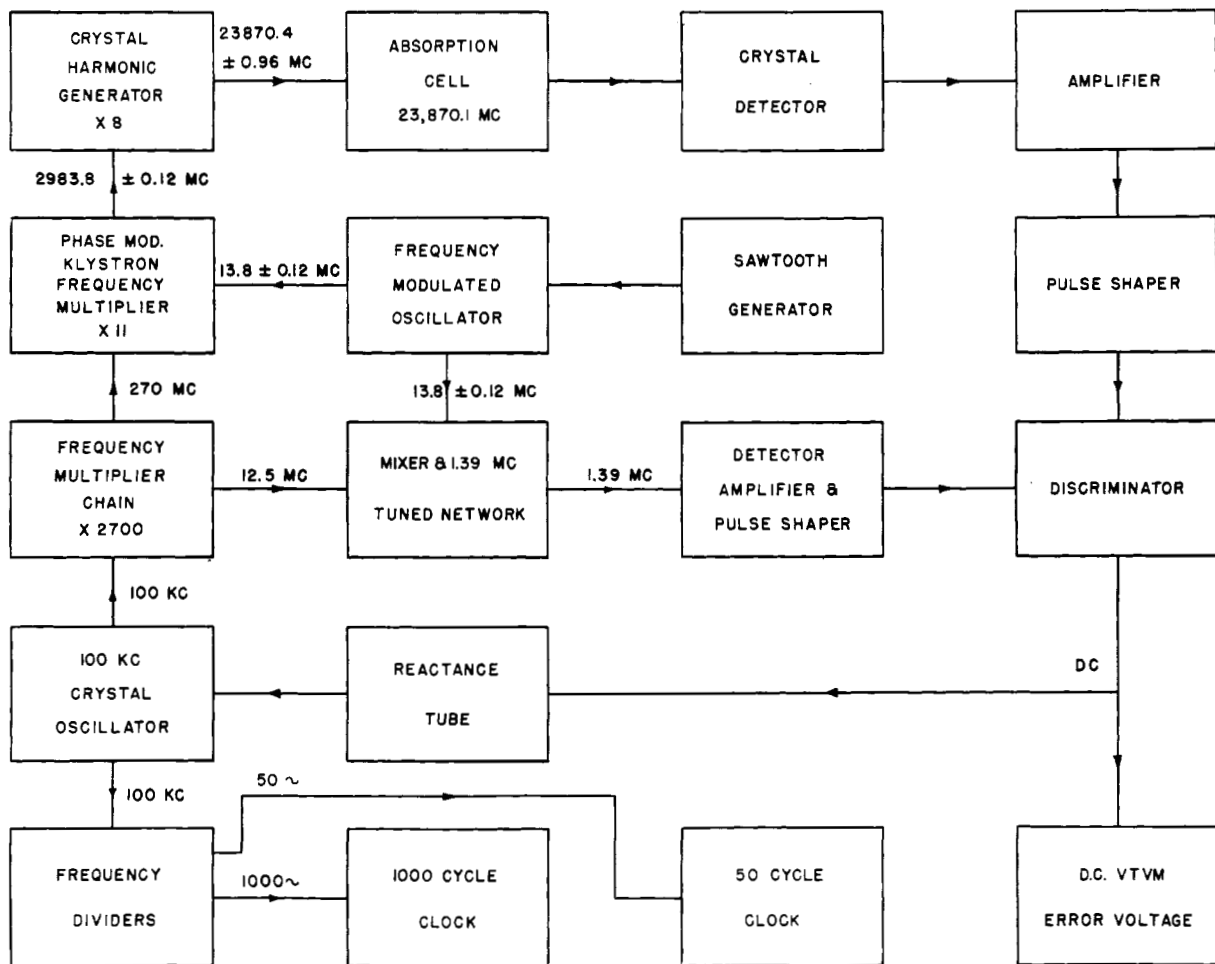 CRYSTAL
HARMONIC
GENERATOR
X 8
23870.4
± 0.96 MC
ABSORPTION
CELL
23,870.1 MC
CRYSTAL
DETECTOR
AMPLIFIER
2983.8 ± 0.12 MC
PHASE MOD.
KLYSTRON
FREQUENCY
MULTIPLIER
X 11
13.8 ± 0.12 MC
FREQUENCY
MODULATED
OSCILLATOR
SAWTOOTH
GENERATOR
PULSE SHAPER
270 MC
13.8 ± 0.12 MC
FREQUENCY
MULTIPLIER
CHAIN
X 2700
12.5 MC
MIXER & 1.39 MC
TUNED NETWORK
1.39 MC
DETECTOR
AMPLIFIER &
PULSE SHAPER
DISCRIMINATOR
100 KC
100 KC
CRYSTAL
OSCILLATOR
REACTANCE
TUBE
DC
100 KC
50 ~
FREQUENCY
DIVIDERS
1000~
1000 CYCLE
CLOCK
50 CYCLE
CLOCK
D.C. VTVM
ERROR VOLTAGE